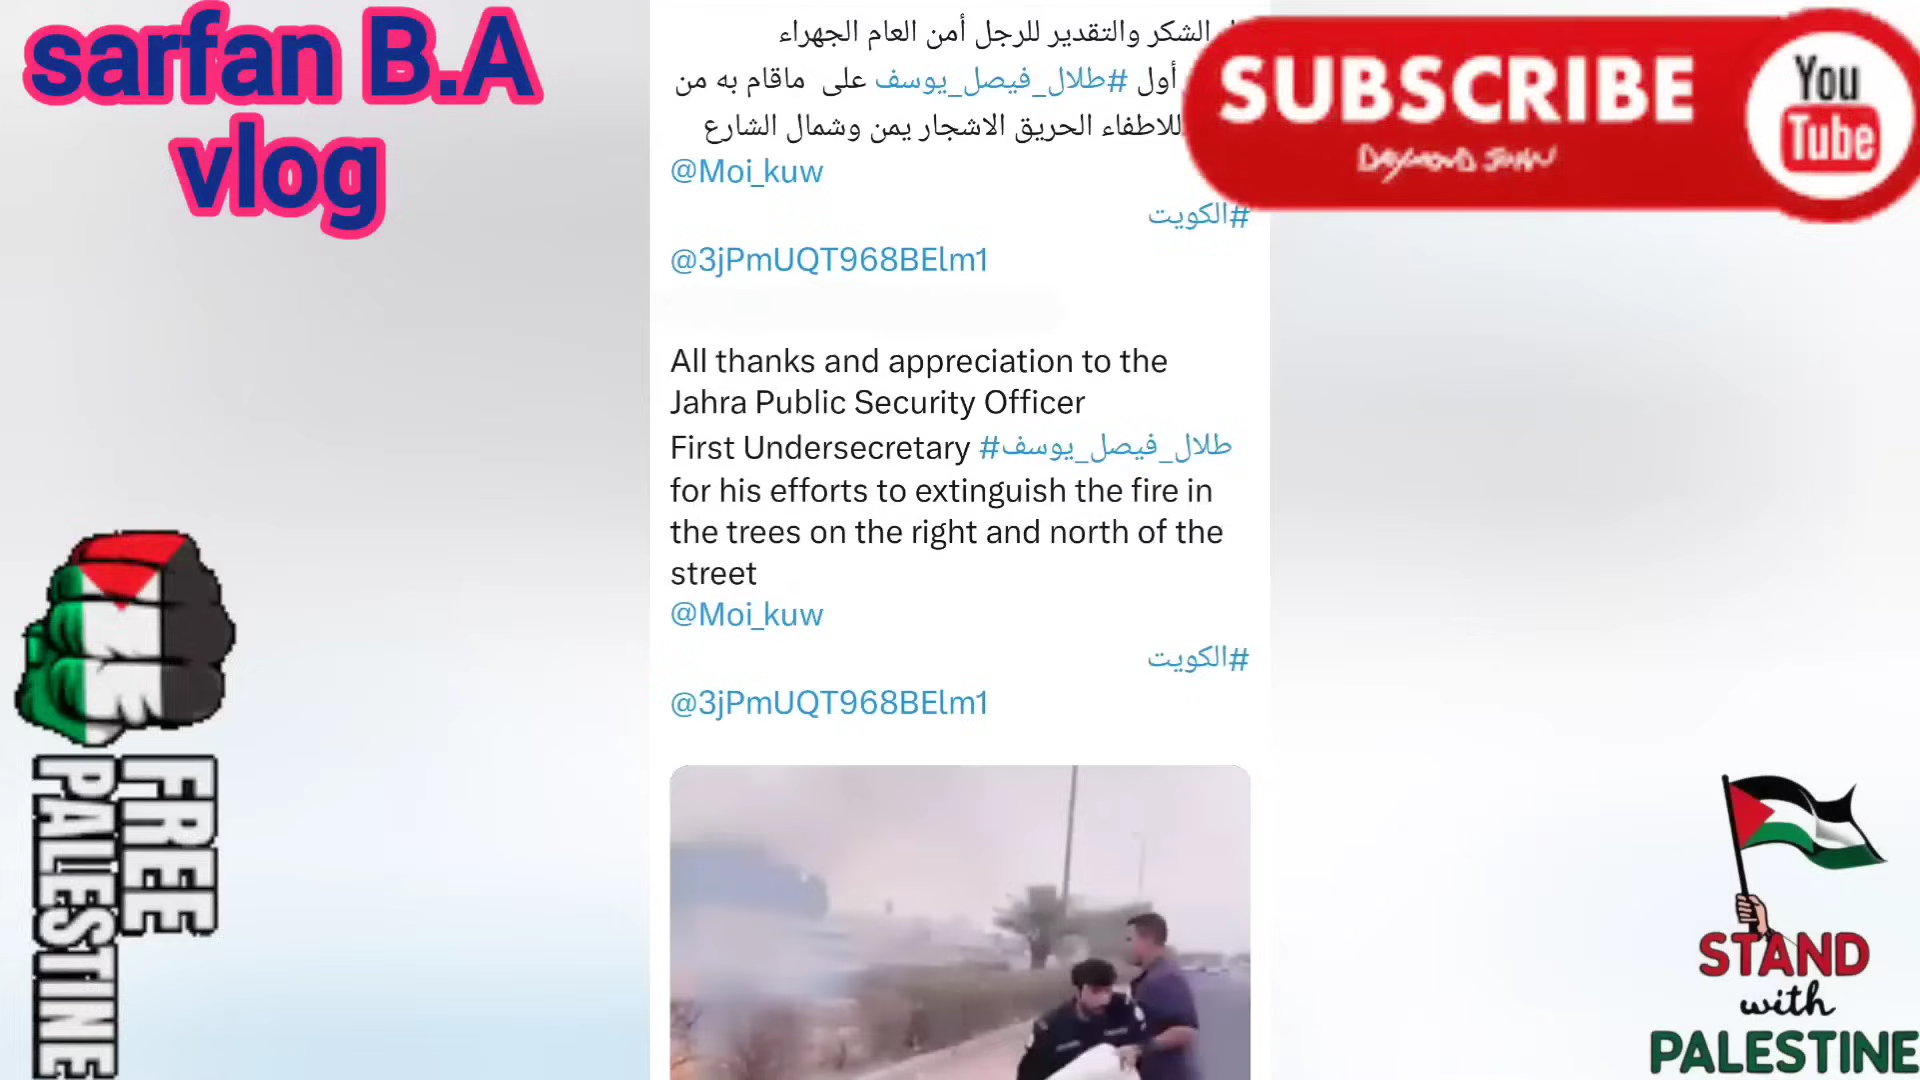 sarfan B.A
vlog
الشكر والتقدير للرجل أمن العام الجهراء
أول #طلال_فيصل_يوسف على ماقام به من
للاطفاء الحريق الاشجار يمن وشمال الشارع
@Moi_kuw
#الكويت
@3jPmUQT968BElm1
SUBSCRIBE
DAYMOND JOHN
You
Tube
All thanks and appreciation to the
Jahra Public Security Officer
First Undersecretary #طلال_فيصل_يوسف
for his efforts to extinguish the fire in
the trees on the right and north of the
street
@Moi_kuw
#الكويت
@3jPmUQT968BElm1
FREE
PALESTINE
STAND
with
PALESTINE